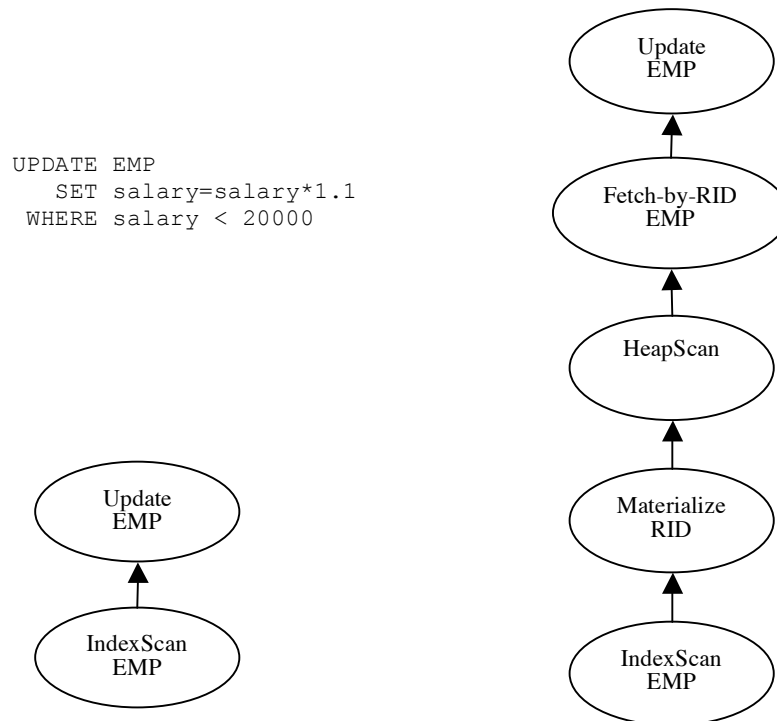 UPDATE EMP
SET salary=salary*1.1
WHERE salary < 20000
Update
EMP
IndexScan
EMP
Update
EMP
Fetch-by-RID
EMP
HeapScan
Materialize
RID
IndexScan
EMP